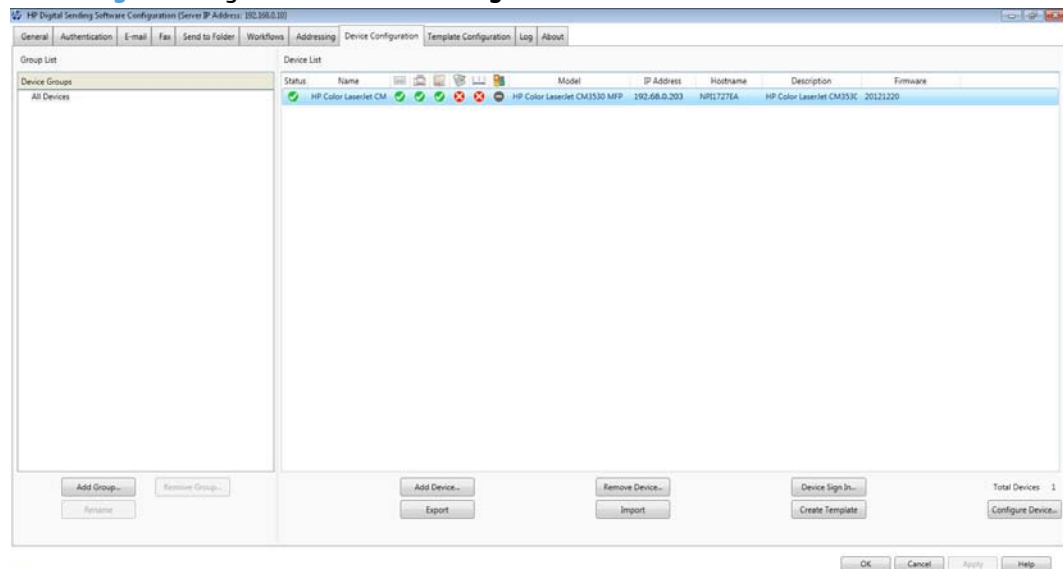 HP Digital Sending Software Configuration (Server IP Address: 192.168.0.10)
General Authentication E-mail Fax Send to Folder Workflows Addressing Device Configuration Template Configuration Log About
Group List Device List
Device Groups Status Name Model IP Address Hostname Description Firmware
All Devices HP Color LaserJet CM HP Color LaserJet CM3530 MFP 192.68.0.203 NPI1727EA HP Color LaserJet CM353C 20121220
Add Group... Remove Group... Add Device... Remove Device... Device Sign In... Total Devices 1
Rename Export Import Create Template Configure Device...
OK Cancel Apply Help